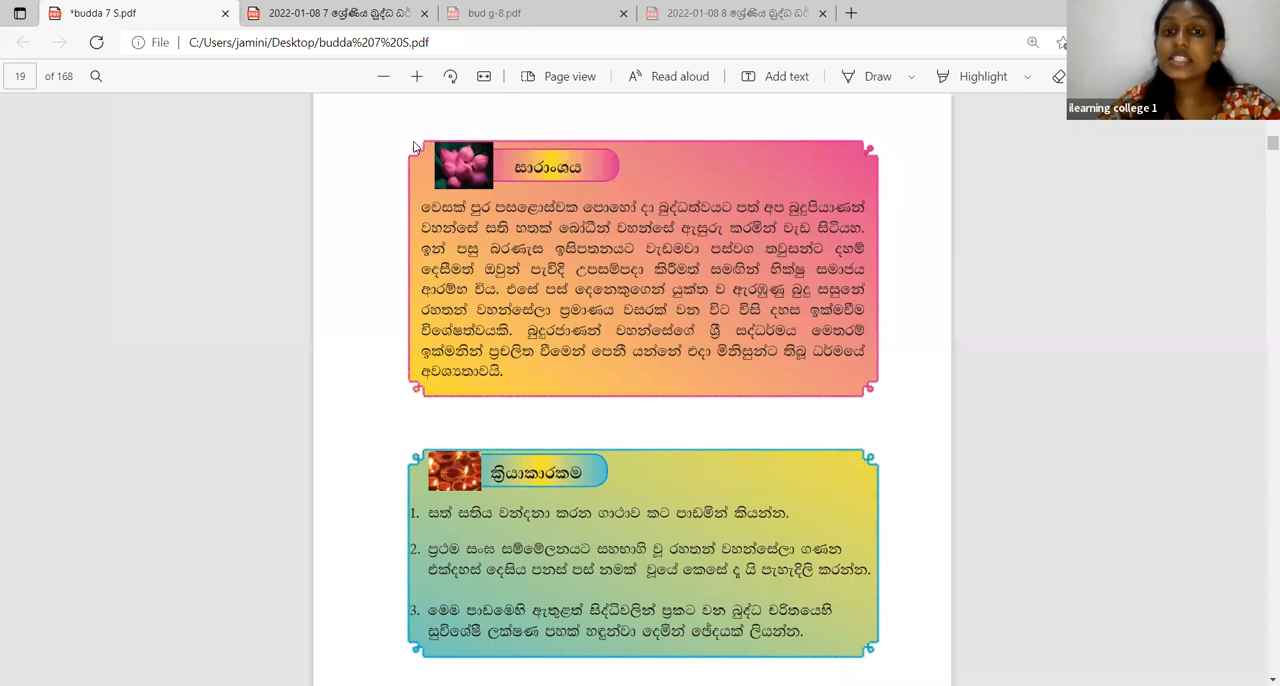 *budda 7 S.pdf
2022-01-08 7 ශ්‍රේණිය බුද්ධ ධර්
bud g-8.pdf
2022-01-08 8 ශ්‍රේණිය බුද්ධ ධර්
File
C:/Users/jamini/Desktop/budda%207%20S.pdf
19 of 168
Page view
Read aloud
Add text
Draw
Highlight
ilearning college 1
සාරාංශය
වෙසක් පුර පසළොස්වක පොහෝ දා බුද්ධත්වයට පත් අප බුදුපියාණන්
වහන්සේ සති හතක් බෝධීන් වහන්සේ ඇසුරු කරමින් වැඩ සිටියහ.
ඉන් පසු බරණැස ඉසිපතනයට වැඩමවා පස්වග තවුසන්ට දහම්
දෙසීමත් ඔවුන් පැවිදි උපසම්පදා කිරීමත් සමඟින් භික්ෂු සමාජය
ආරම්භ විය. එසේ පස් දෙනෙකුගෙන් යුක්ත ව ඇරඹුණු බුදු සසුනේ
රහතන් වහන්සේලා ප්‍රමාණය වසරක් වන විට විසි දහස ඉක්මවීම
විශේෂත්වයකි. බුදුරජාණන් වහන්සේගේ ශ්‍රී සද්ධර්මය මෙතරම්
ඉක්මනින් ප්‍රචලිත වීමෙන් පෙනී යන්නේ එදා මිනිසුන්ට තිබූ ධර්මයේ
අවශ්‍යතාවයි.
ක්‍රියාකාරකම
1. සත් සතිය වන්දනා කරන ගාථාව කට පාඩමින් කියන්න.
2. ප්‍රථම සංඝ සම්මේලනයට සහභාගි වූ රහතන් වහන්සේලා ගණන
එක්දහස් දෙසිය පනස් පස් නමක් වූයේ කෙසේ දැ යි පැහැදිලි කරන්න.
3. මෙම පාඩමෙහි ඇතුළත් සිද්ධිවලින් ප්‍රකට වන බුද්ධ චරිතයෙහි
සුවිශේෂී ලක්ෂණ පහක් හඳුන්වා දෙමින් ඡේදයක් ලියන්න.